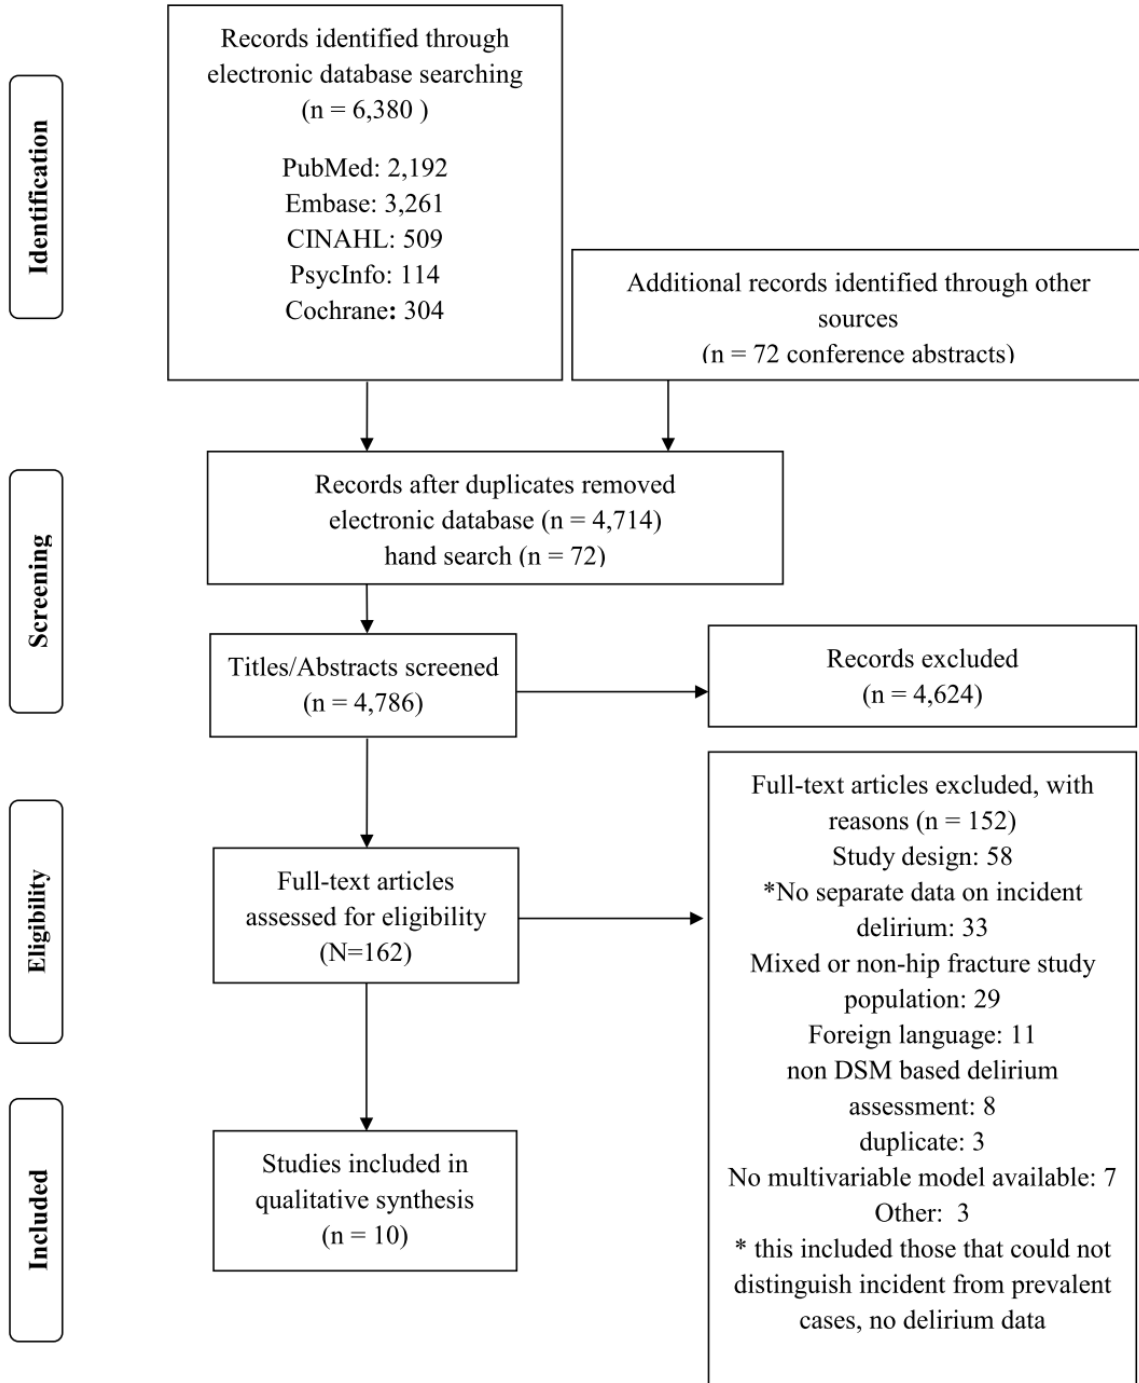 Identification
Records identified through
electronic database searching
(n = 6,380 )
PubMed: 2,192
Embase: 3,261
CINAHL: 509
PsycInfo: 114
Cochrane: 304
Additional records identified through other
sources
(n = 72 conference abstracts)
Screening
Records after duplicates removed
electronic database (n = 4,714)
hand search (n = 72)
Titles/Abstracts screened
(n = 4,786)
Records excluded
(n = 4,624)
Eligibility
Full-text articles
assessed for eligibility
(N=162)
Full-text articles excluded, with
reasons (n = 152)
Study design: 58
*No separate data on incident
delirium: 33
Mixed or non-hip fracture study
population: 29
Foreign language: 11
non DSM based delirium
assessment: 8
duplicate: 3
No multivariable model available: 7
Other:  3
* this included those that could not
distinguish incident from prevalent
cases, no delirium data
Included
Studies included in
qualitative synthesis
(n = 10)